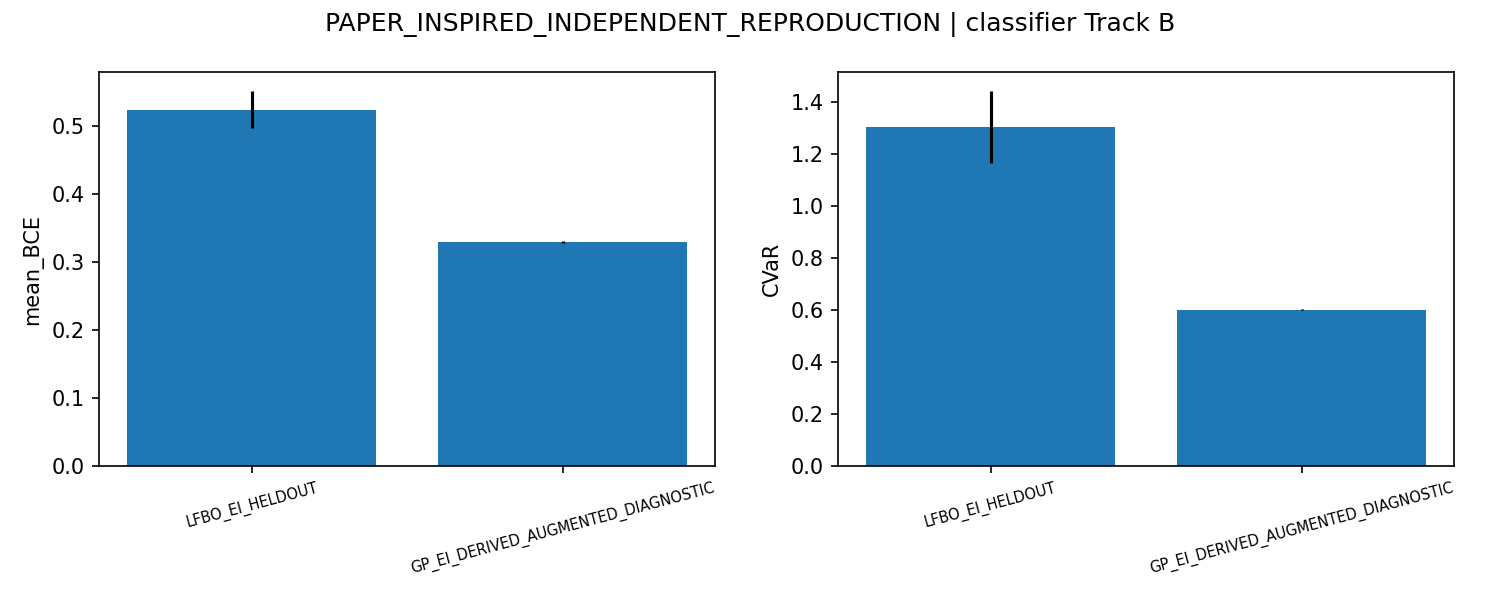 PAPER_INSPIRED_INDEPENDENT_REPRODUCTION | classifier Track B
mean_BCE
0.5
0.4
0.3
0.2
0.1
0.0
LFBO_EI_HELDOUT
GP_EI_DERIVED_AUGMENTED_DIAGNOSTIC
CVaR
1.4
1.2
1.0
0.8
0.6
0.4
0.2
0.0
LFBO_EI_HELDOUT
GP_EI_DERIVED_AUGMENTED_DIAGNOSTIC